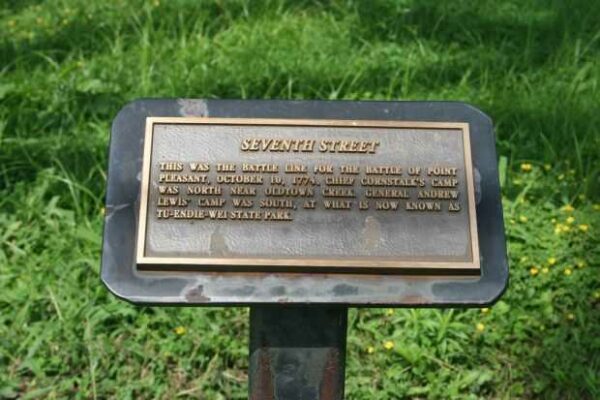 SEVENTH STREET
THIS WAS THE BATTLE LINE FOR THE BATTLE OF POINT
PLEASANT, OCTOBER 10, 1774. CHIEF CORNSTALK'S CAMP
WAS NORTH NEAR OLDTOWN CREEK. GENERAL ANDREW
LEWIS' CAMP WAS SOUTH, AT WHAT IS NOW KNOWN AS
TU-ENDIE-WEI STATE PARK.